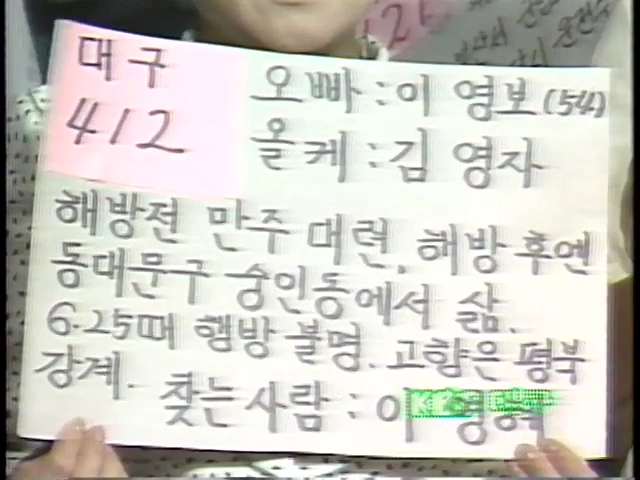 대구
412
오빠 : 이 영보 (54)
올케 : 김 영자
해방전 만주 대련. 해방 후엔
동대문구 숭인동에서 삶.
6.25때 행방 불명. 고향은 평북
강계. 찾는사람 : 이